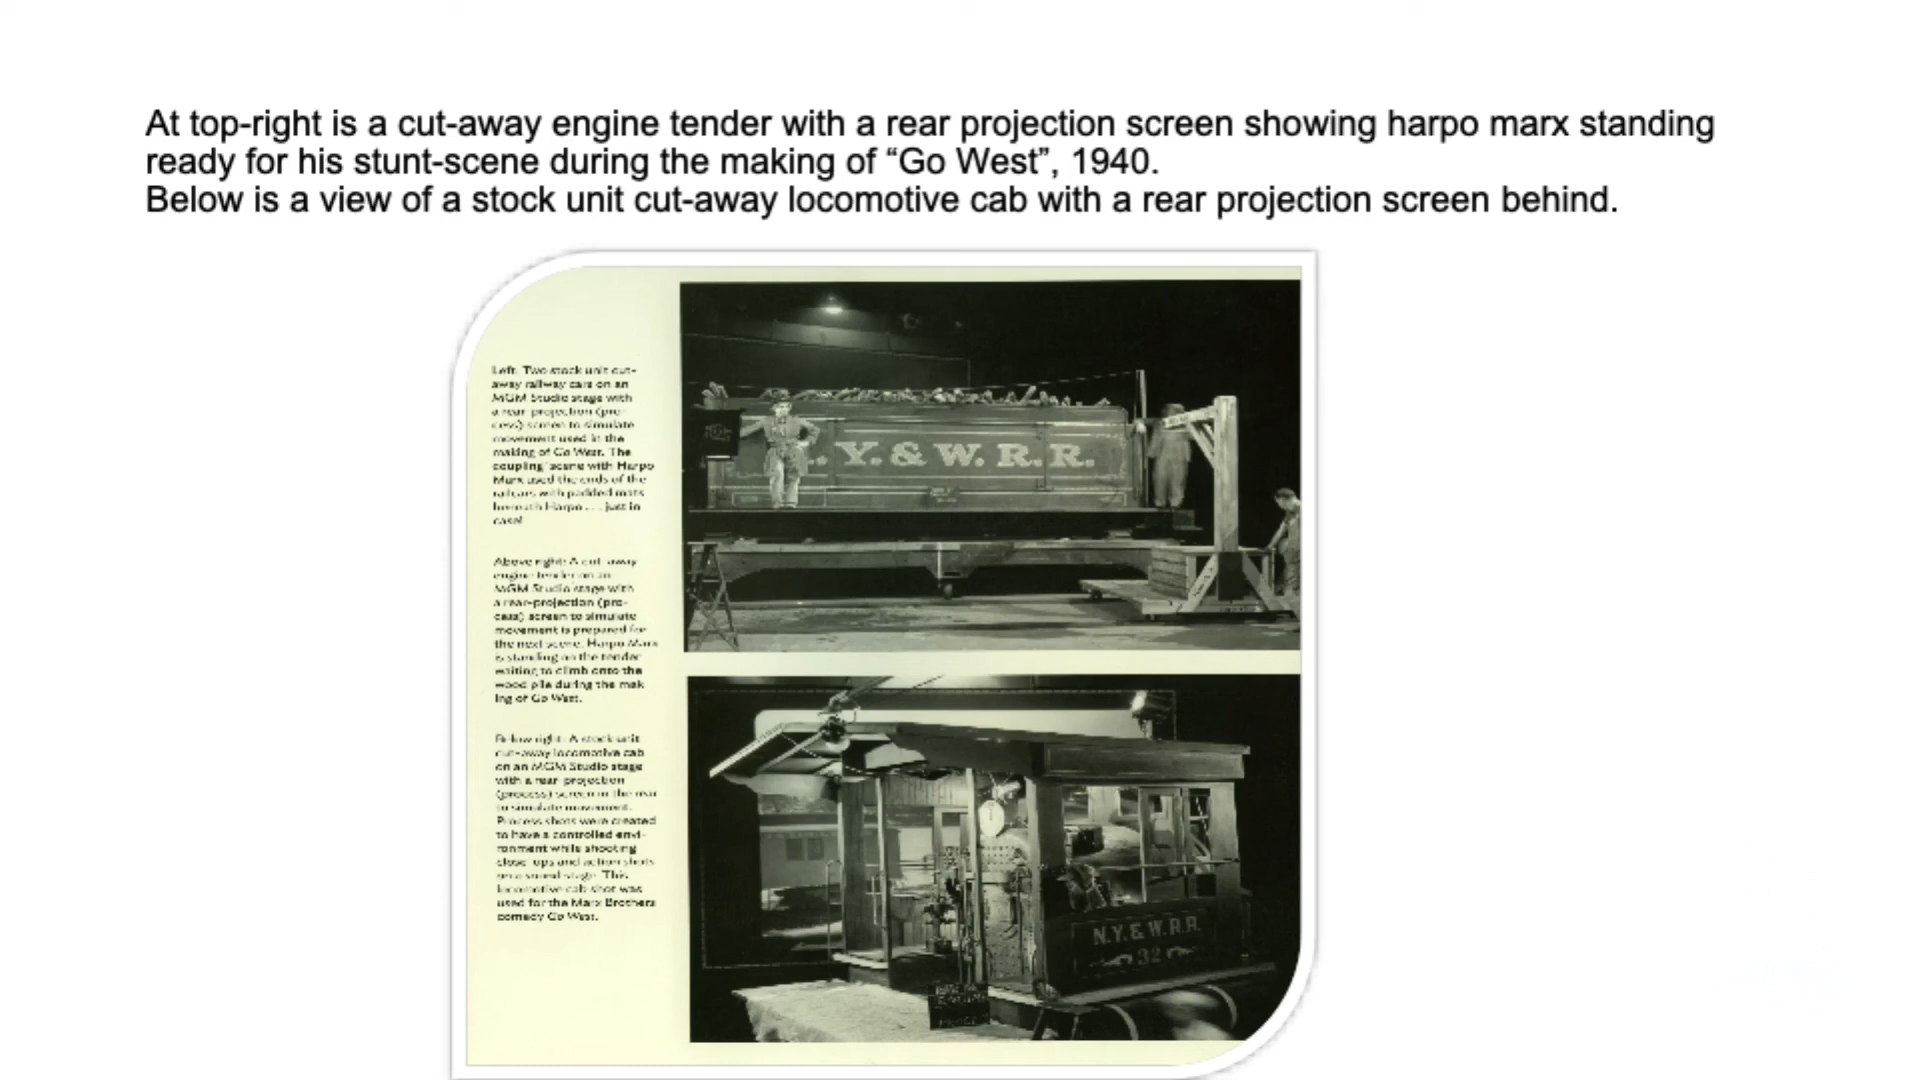 At top-right is a cut-away engine tender with a rear projection screen showing harpo marx standing
ready for his stunt-scene during the making of “Go West”, 1940.
Below is a view of a stock unit cut-away locomotive cab with a rear projection screen behind.
Left: Two stock unit cut-
away railway cars on an
MGM Studio stage with
a rear-projection (pro-
cess) screen to simulate
movement used in the
making of Go West. The
coupling scene with Harpo
Marx used the ends of the
railcars with padded mats
beneath Harpo . . . just in
case!
Above right: A cut-away
engine tender on an
MGM Studio stage with
a rear-projection (pro-
cess) screen to simulate
movement is prepared for
the next scene. Harpo Marx
is standing on the tender
waiting to climb onto the
wood pile during the mak-
ing of Go West.
Below right: A stock unit
cut-away locomotive cab
on an MGM Studio stage
with a rear-projection
(process) screen in the rear
to simulate movement.
Process shots were created
to have a controlled envi-
ronment while shooting
close-ups and action shots
on a sound stage. This
locomotive cab shot was
used for the Marx Brothers
comedy Go West.
. Y. & W. R. R.
N.Y. & W. R.R.
32